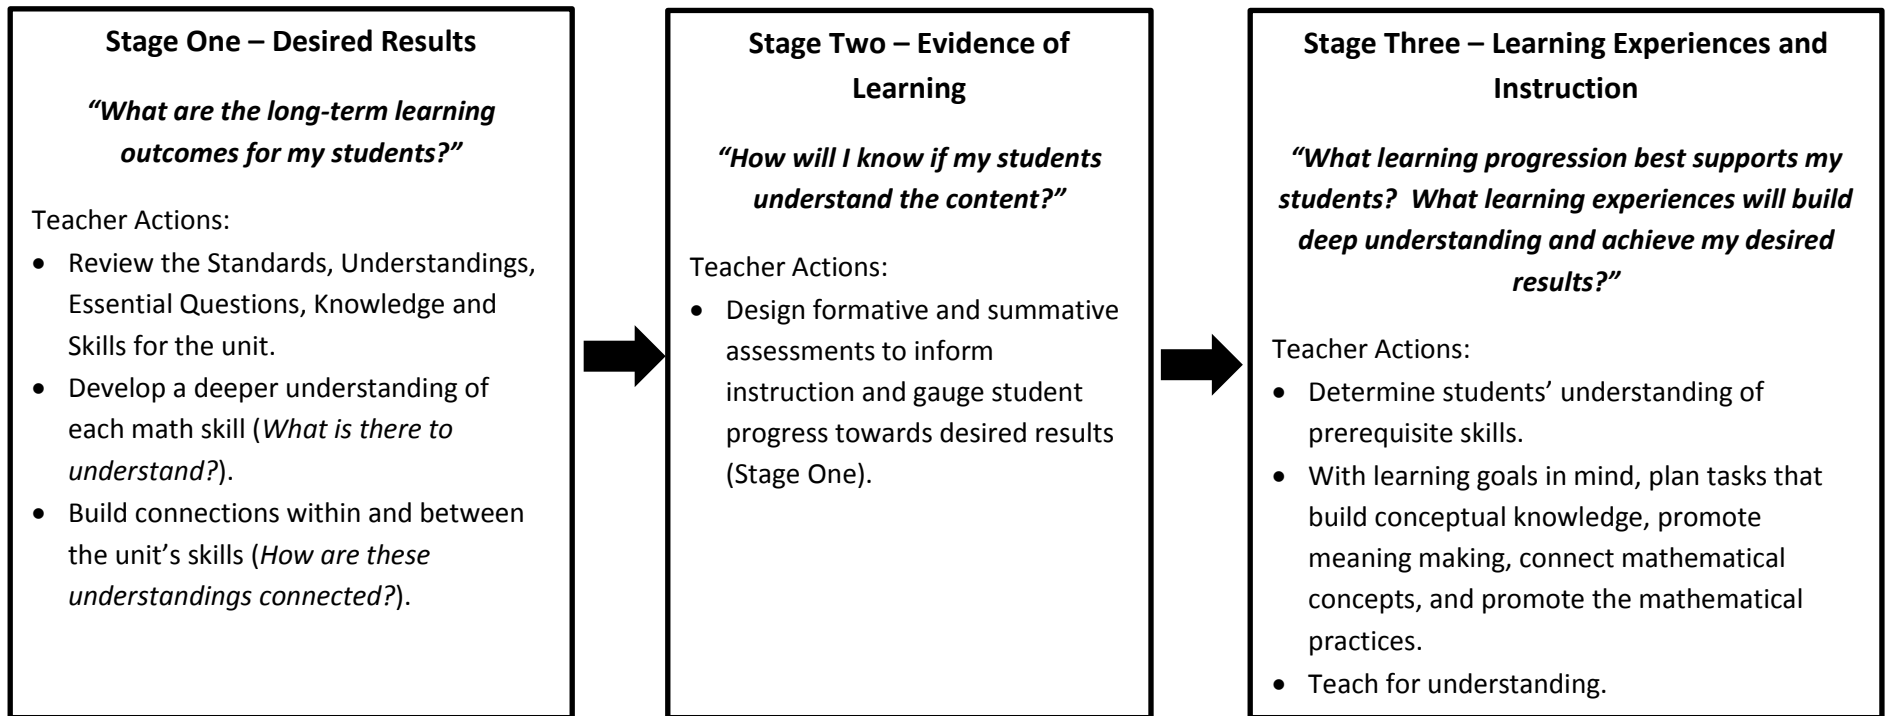 Stage One – Desired Results
“What are the long-term learning
outcomes for my students?”
Teacher Actions:
• Review the Standards, Understandings,
Essential Questions, Knowledge and
Skills for the unit.
• Develop a deeper understanding of
each math skill (What is there to
understand?).
• Build connections within and between
the unit’s skills (How are these
understandings connected?).
Stage Two – Evidence of
Learning
“How will I know if my students
understand the content?”
Teacher Actions:
• Design formative and summative
assessments to inform
instruction and gauge student
progress towards desired results
(Stage One).
Stage Three – Learning Experiences and
Instruction
“What learning progression best supports my
students?  What learning experiences will build
deep understanding and achieve my desired
results?”
Teacher Actions:
• Determine students’ understanding of
prerequisite skills.
• With learning goals in mind, plan tasks that
build conceptual knowledge, promote
meaning making, connect mathematical
concepts, and promote the mathematical
practices.
• Teach for understanding.